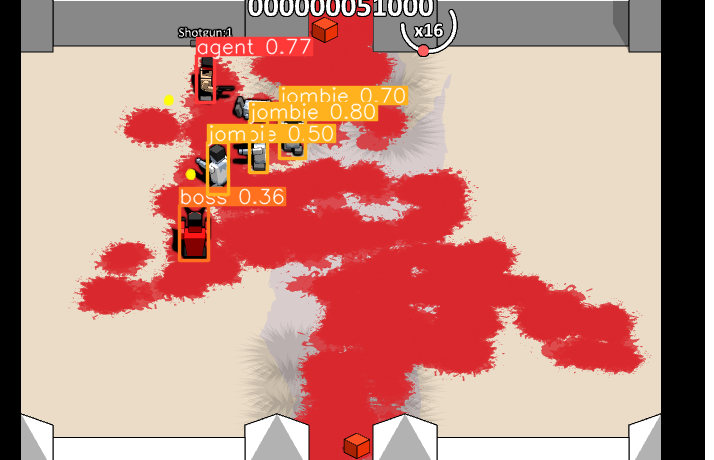 000000051000
x16
Shotgun:1
agent 0.77
jombie 0.70
jombie 0.80
jombie 0.50
boss 0.36